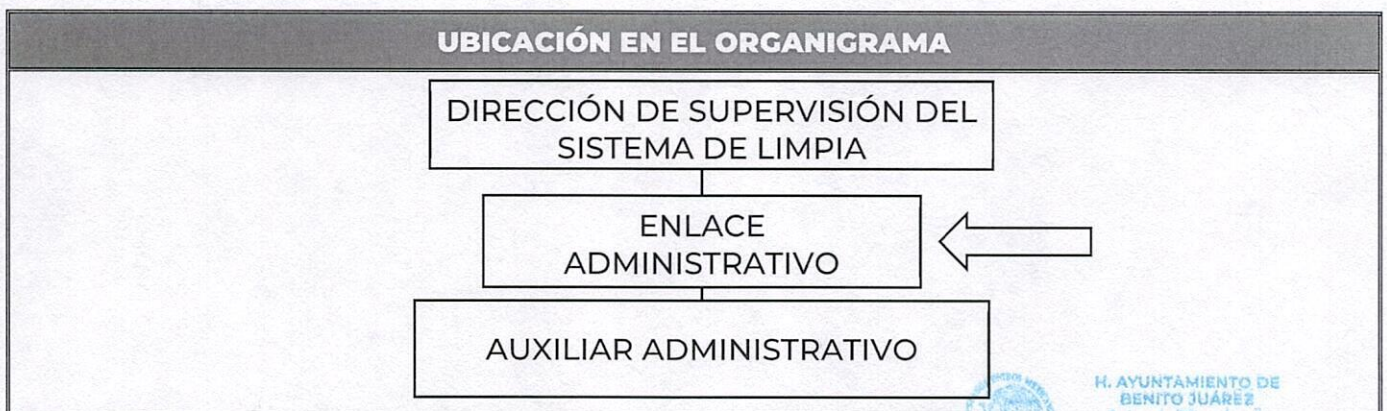 UBICACIÓN EN EL ORGANIGRAMA
DIRECCIÓN DE SUPERVISIÓN DEL
SISTEMA DE LIMPIA
ENLACE
ADMINISTRATIVO
AUXILIAR ADMINISTRATIVO
H. AYUNTAMIENTO DE
BENITO JUÁREZ